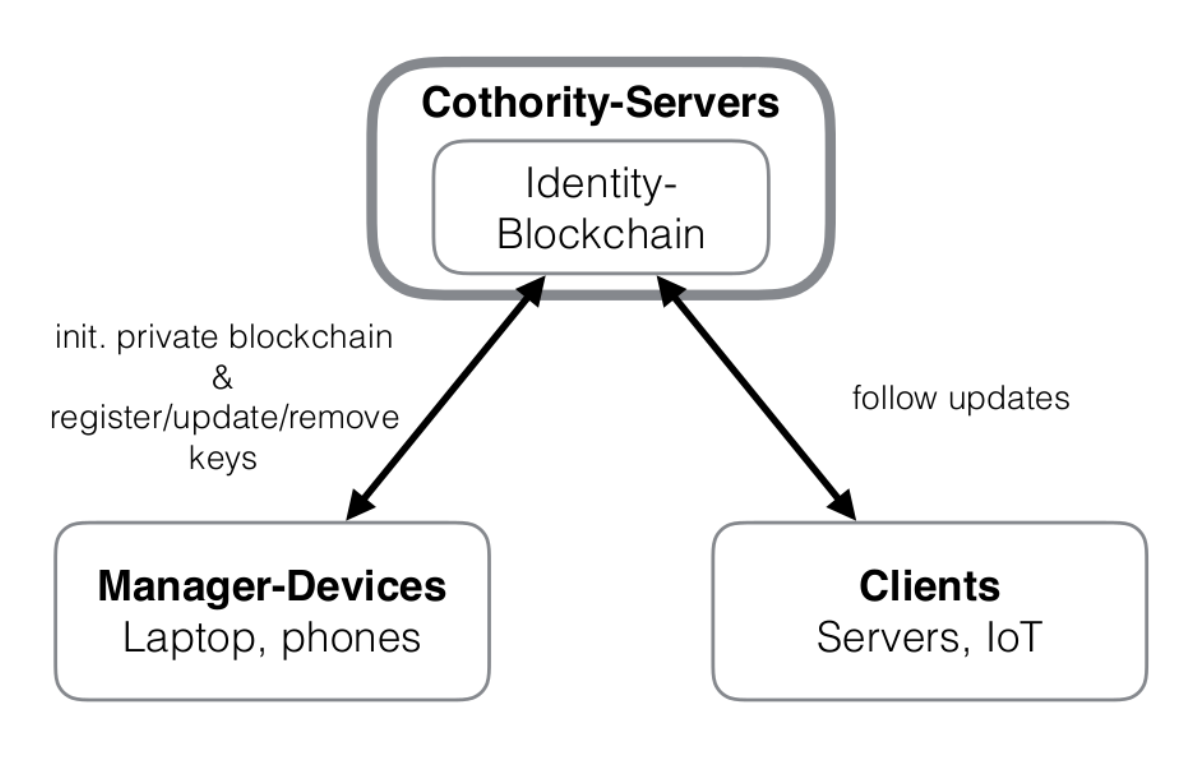 Cothority-Servers
Identity-
Blockchain
init. private blockchain
&
register/update/remove
keys
follow updates
Manager-Devices
Laptop, phones
Clients
Servers, IoT